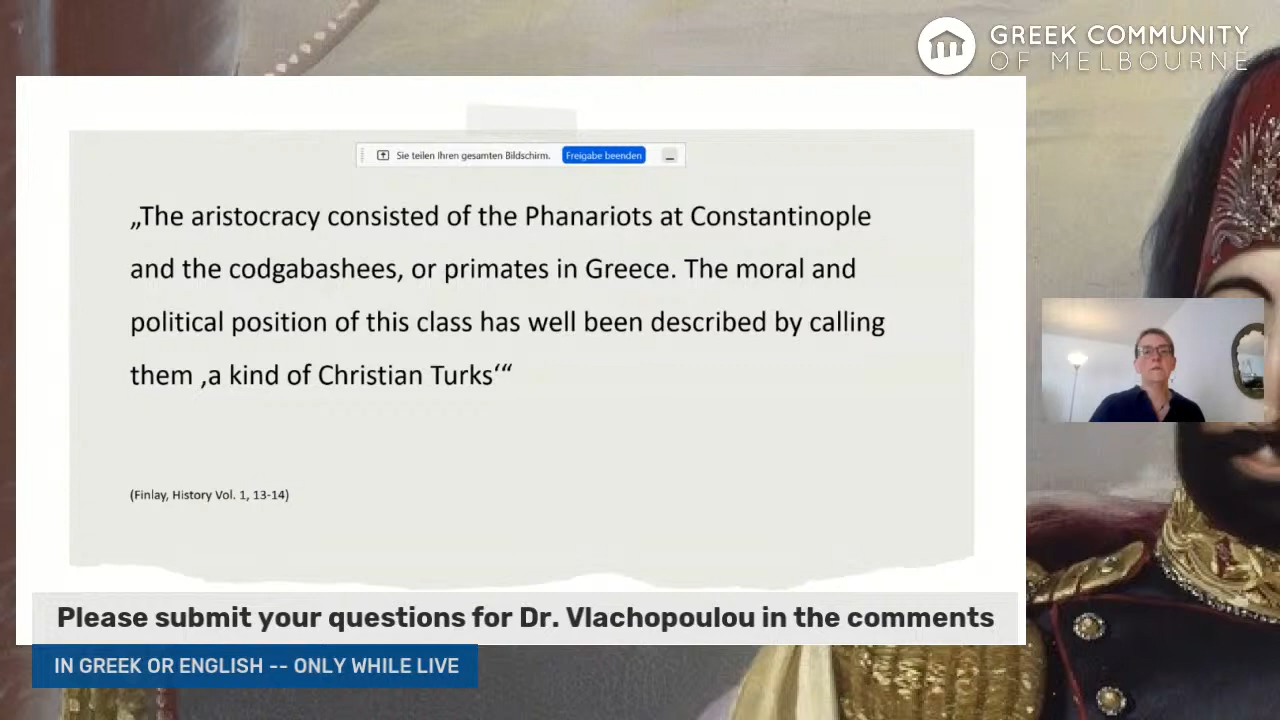 GREEK COMMUNITY
OF MELBOURNE
Sie teilen Ihren gesamten Bildschirm. Freigabe beenden
„The aristocracy consisted of the Phanariots at Constantinople
and the codgabashees, or primates in Greece. The moral and
political position of this class has well been described by calling
them ‚a kind of Christian Turks‘“
(Finlay, History Vol. 1, 13-14)
Please submit your questions for Dr. Vlachopoulou in the comments
IN GREEK OR ENGLISH -- ONLY WHILE LIVE